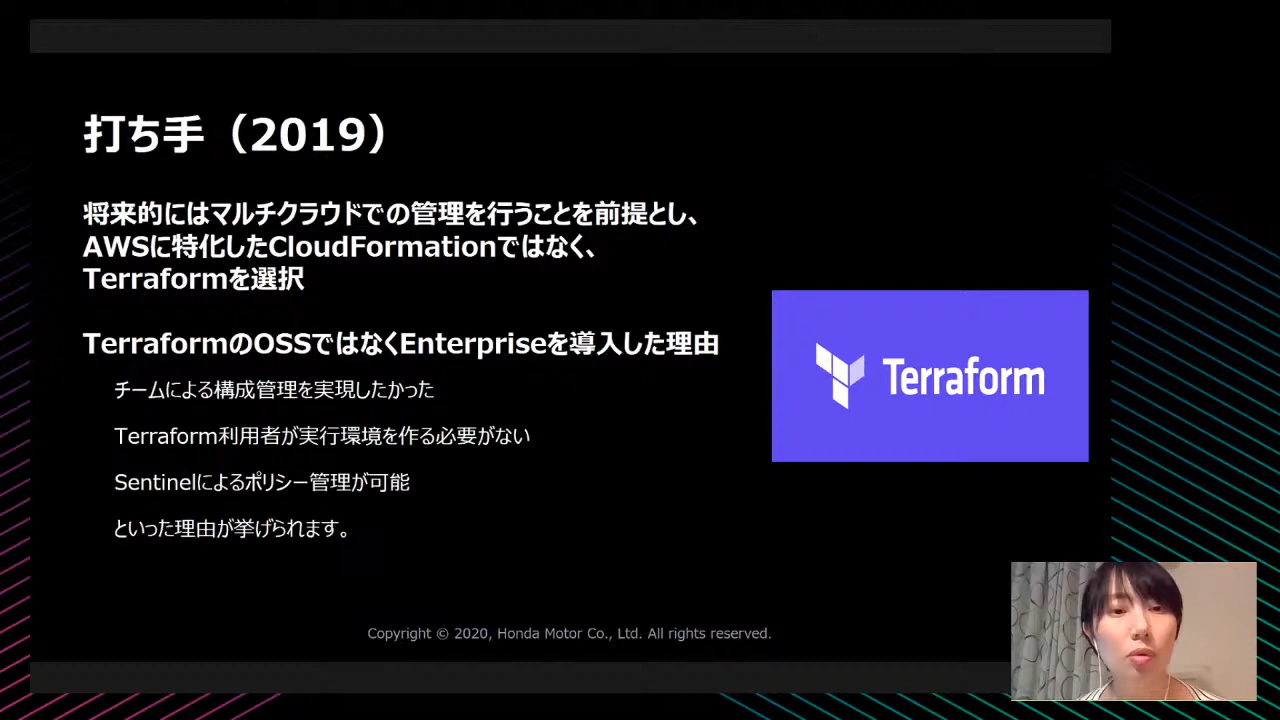 打ち手（2019）
将来的にはマルチクラウドでの管理を行うことを前提とし、
AWSに特化したCloudFormationではなく、
Terraformを選択
TerraformのOSSではなくEnterpriseを導入した理由
チームによる構成管理を実現したかった
Terraform利用者が実行環境を作る必要がない
Sentinelによるポリシー管理が可能
といった理由が挙げられます。
Terraform
Copyright © 2020, Honda Motor Co., Ltd. All rights reserved.